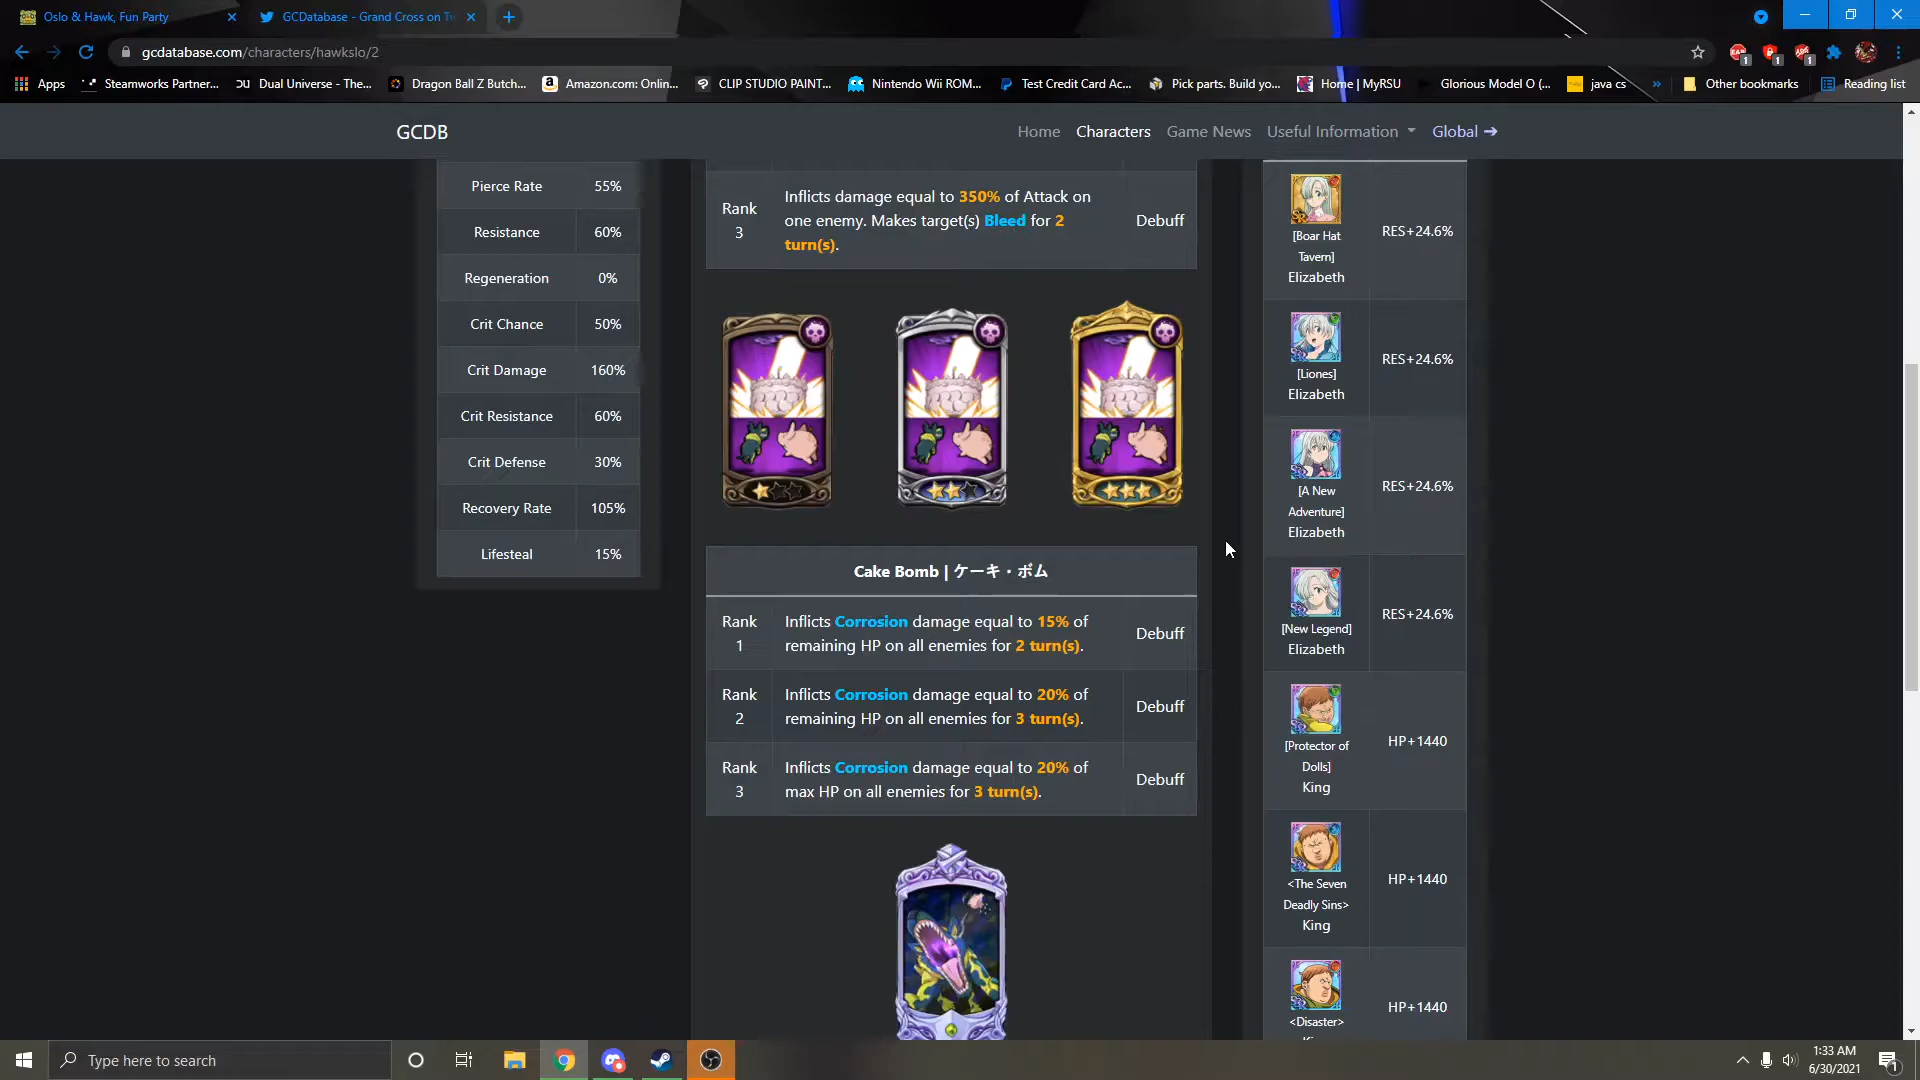 Oslo & Hawk, Fun Party
GCDatabase - Grand Cross on Tw
gcdatabase.com/characters/hawkslo/2
Apps
Steamworks Partner...
Dual Universe - The...
Dragon Ball Z Butch...
Amazon.com: Onlin...
CLIP STUDIO PAINT...
Nintendo Wii ROM...
Test Credit Card Ac...
Pick parts. Build yo...
Home | MyRSU
Glorious Model O (...
java cs
»
Other bookmarks
Reading list
GCDB
Home
Characters
Game News
Useful Information
Global ➔
Pierce Rate 55%
Resistance 60%
Regeneration 0%
Crit Chance 50%
Crit Damage 160%
Crit Resistance 60%
Crit Defense 30%
Recovery Rate 105%
Lifesteal 15%
Rank
3
Inflicts damage equal to 350% of Attack on
one enemy. Makes target(s) Bleed for 2
turn(s).
Debuff
Cake Bomb | ケーキ・ボム
Rank
1
Inflicts Corrosion damage equal to 15% of
remaining HP on all enemies for 2 turn(s).
Debuff
Rank
2
Inflicts Corrosion damage equal to 20% of
remaining HP on all enemies for 3 turn(s).
Debuff
Rank
3
Inflicts Corrosion damage equal to 20% of
max HP on all enemies for 3 turn(s).
Debuff
[Boar Hat
Tavern]
Elizabeth
RES+24.6%
[Liones]
Elizabeth
RES+24.6%
[A New
Adventure]
Elizabeth
RES+24.6%
[New Legend]
Elizabeth
RES+24.6%
[Protector of
Dolls]
King
HP+1440
<The Seven
Deadly Sins>
King
HP+1440
<Disaster>
HP+1440
Type here to search
1:33 AM
6/30/2021